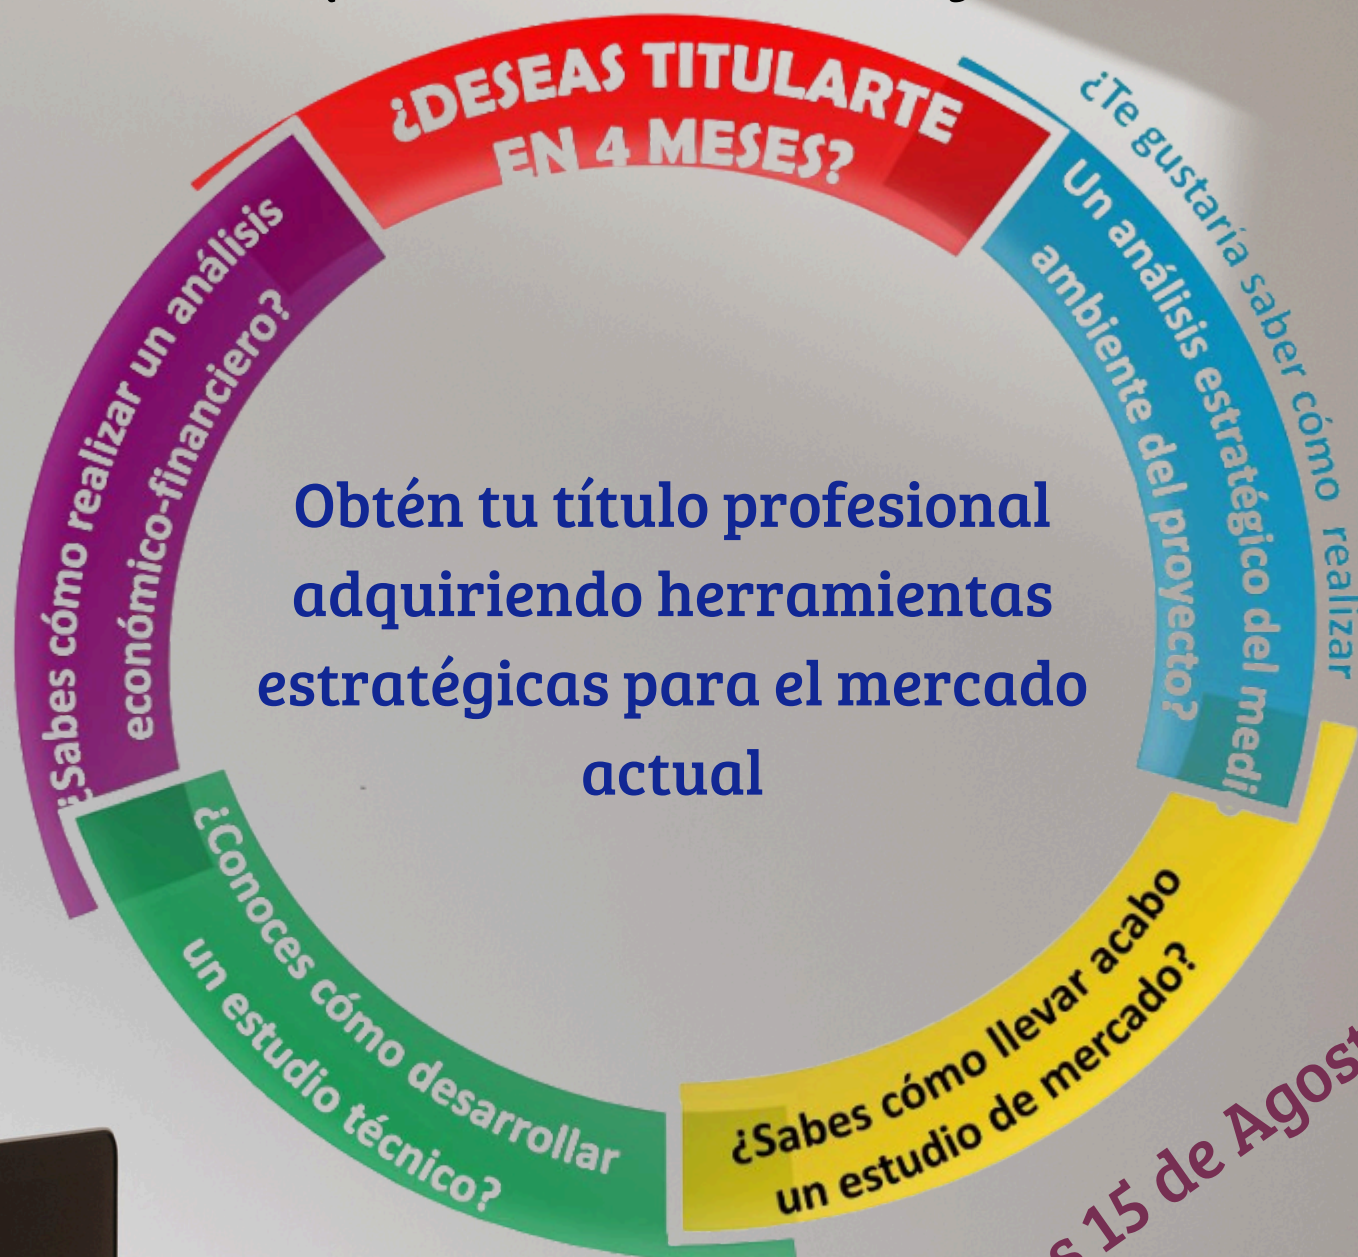 ¿DESEAS TITULARTE
EN 4 MESES?
¿Te gustaría saber cómo realizar
Un análisis estratégico del medio
ambiente del proyecto?
¿Sabes cómo llevar acabo
un estudio de mercado?
¿Conoces cómo desarrollar
un estudio técnico?
¿Sabes cómo realizar un análisis
económico-financiero?
Obtén tu título profesional
adquiriendo herramientas
estratégicas para el mercado
actual
15 de